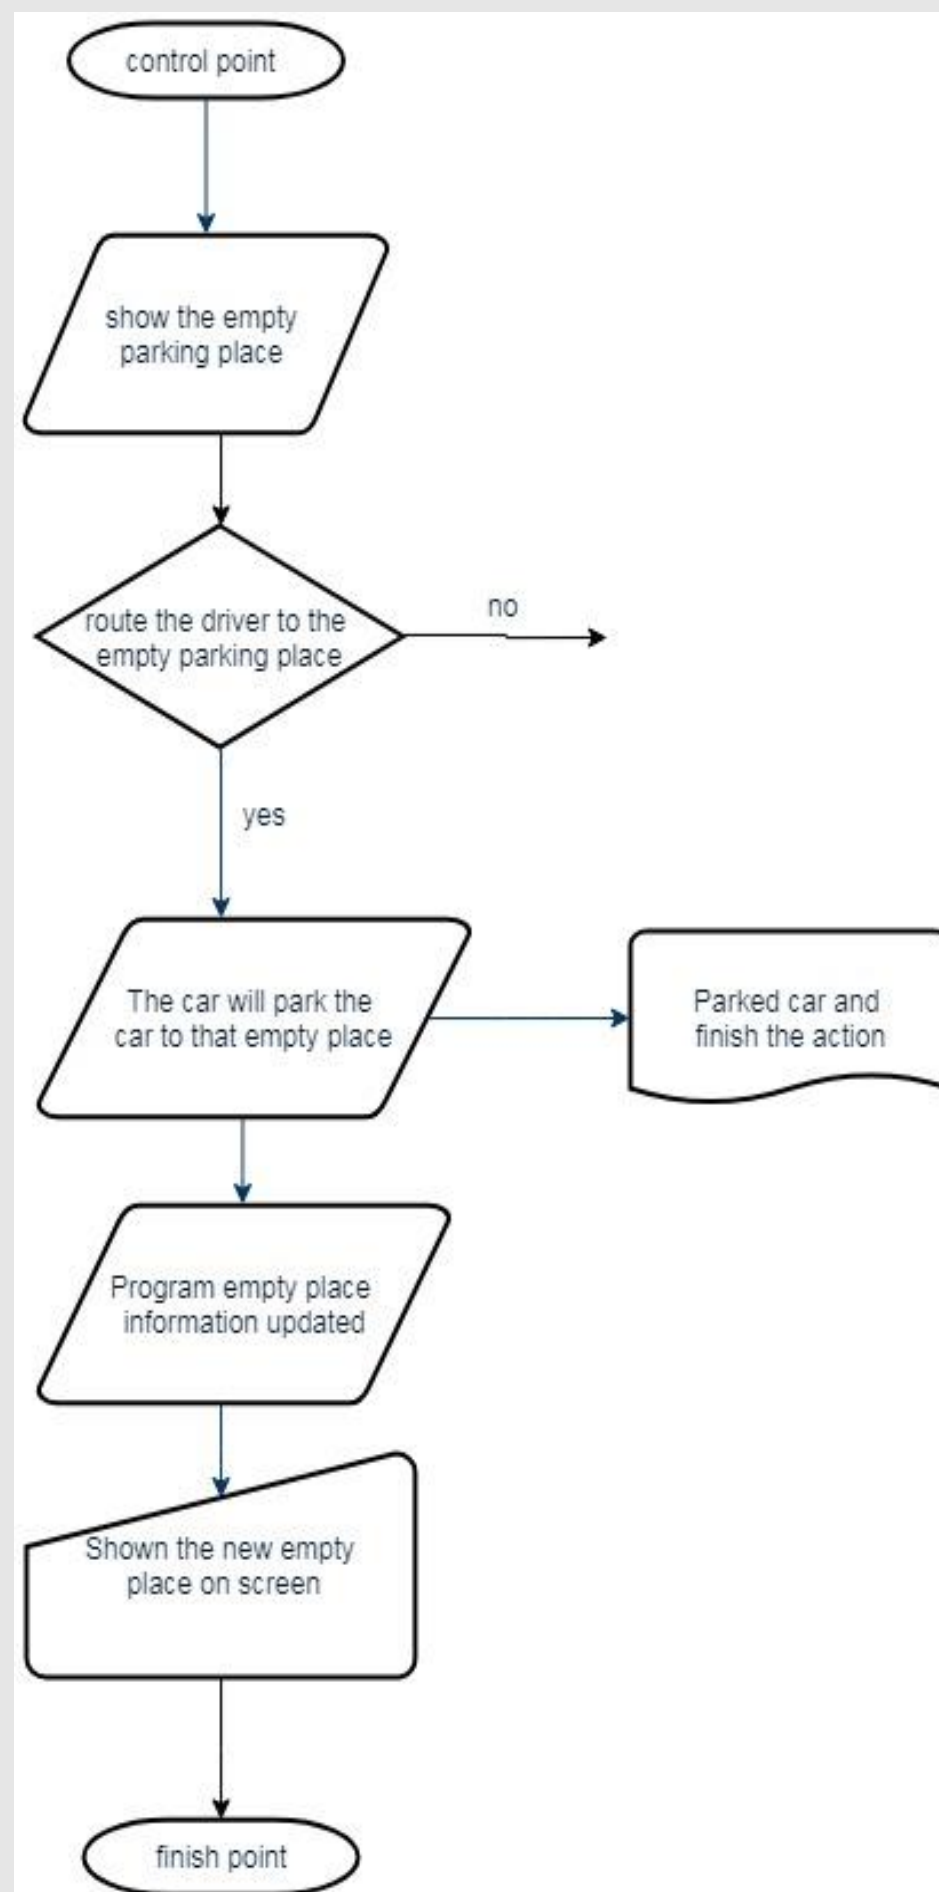 control point
show the empty
parking place
route the driver to the
empty parking place
no
yes
The car will park the
car to that empty place
Parked car and
finish the action
Program empty place
information updated
Shown the new empty
place on screen
finish point